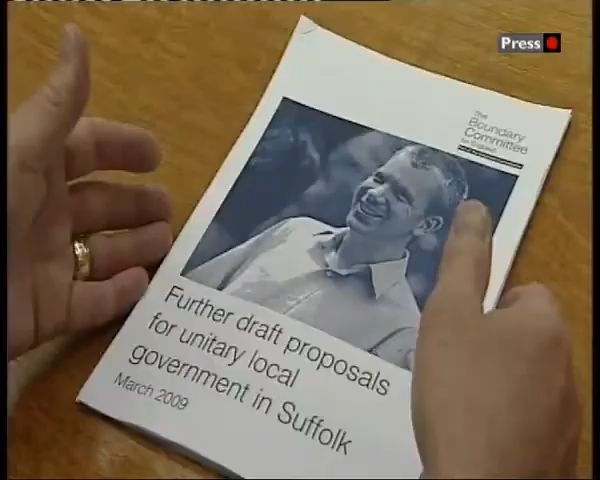 Press
The
Boundary
Committee
for England
Further draft proposals
for unitary local
government in Suffolk
March 2009